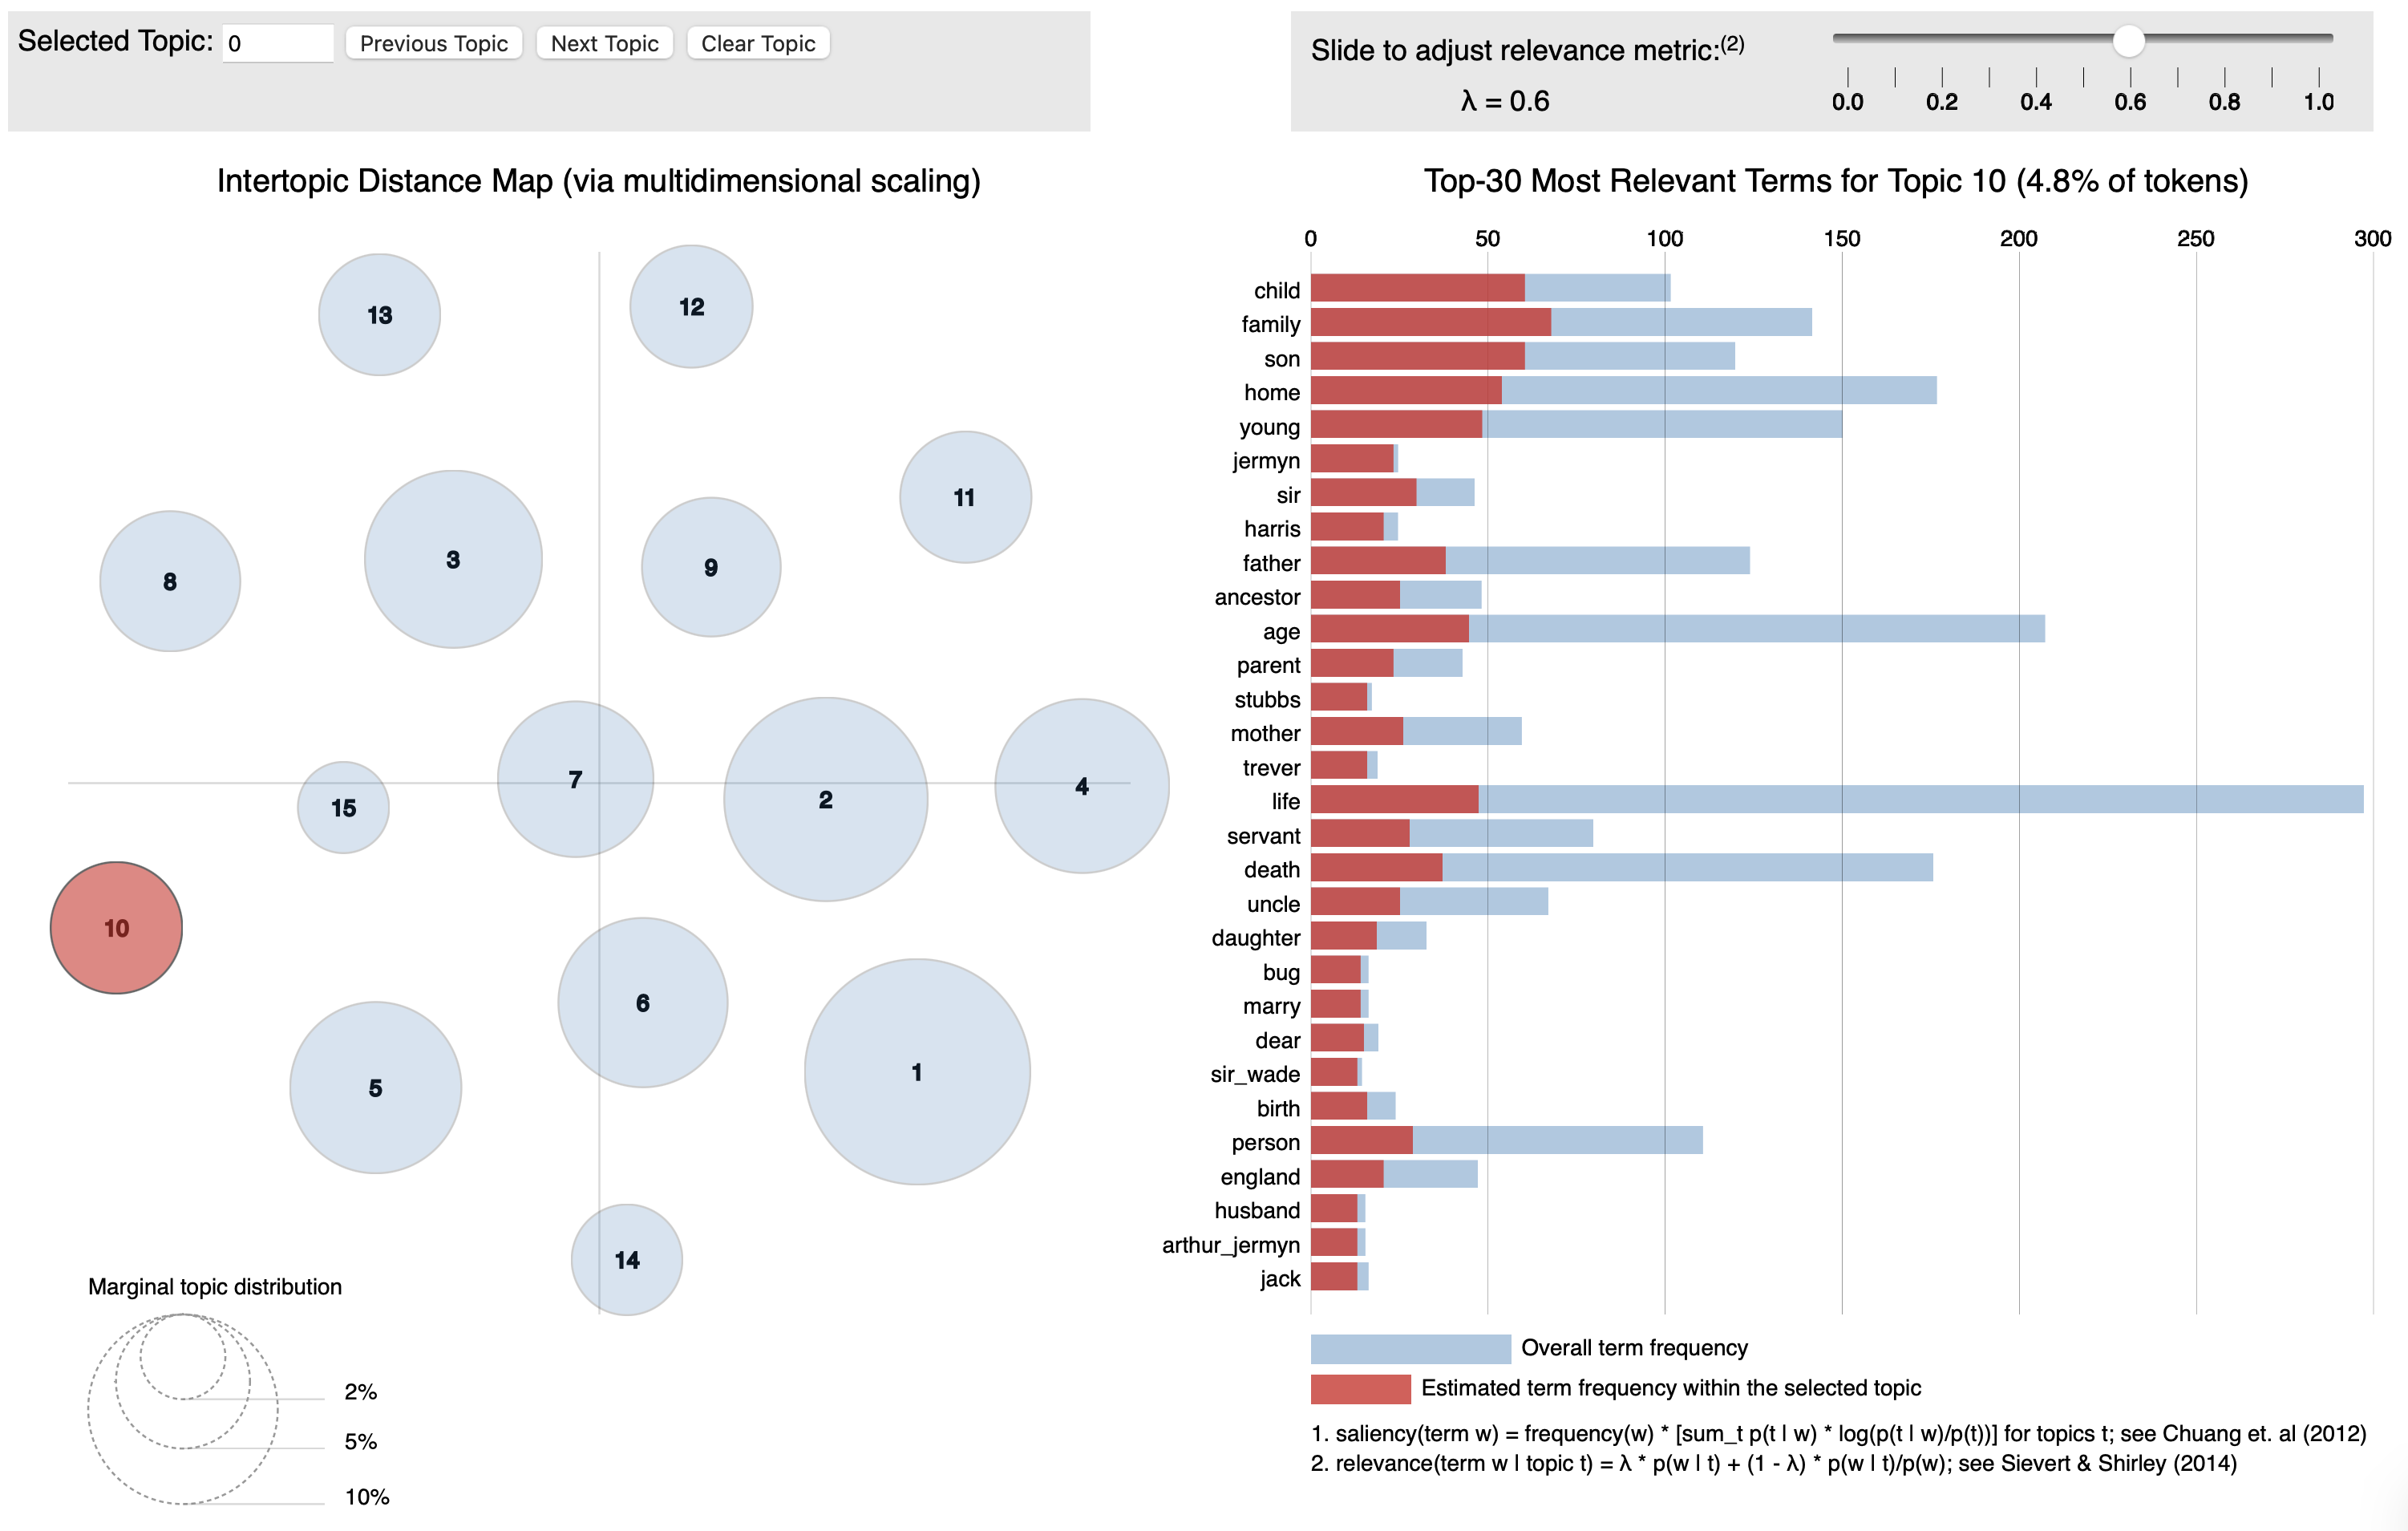 Selected Topic: 0 Previous Topic Next Topic Clear Topic
Slide to adjust relevance metric:(2)
λ = 0.6
0.0 0.2 0.4 0.6 0.8 1.0
Intertopic Distance Map (via multidimensional scaling)
13
12
11
8
3
9
7
2
4
15
10
6
1
5
14
Marginal topic distribution
2%
5%
10%
Top-30 Most Relevant Terms for Topic 10 (4.8% of tokens)
0 50 100 150 200 250 300
child
family
son
home
young
jermyn
sir
harris
father
ancestor
age
parent
stubbs
mother
trever
life
servant
death
uncle
daughter
bug
marry
dear
sir_wade
birth
person
england
husband
arthur_jermyn
jack
Overall term frequency
Estimated term frequency within the selected topic
1. saliency(term w) = frequency(w) * [sum_t p(t | w) * log(p(t | w)/p(t))] for topics t; see Chuang et. al (2012)
2. relevance(term w | topic t) = λ * p(w | t) + (1 - λ) * p(w | t)/p(w); see Sievert & Shirley (2014)